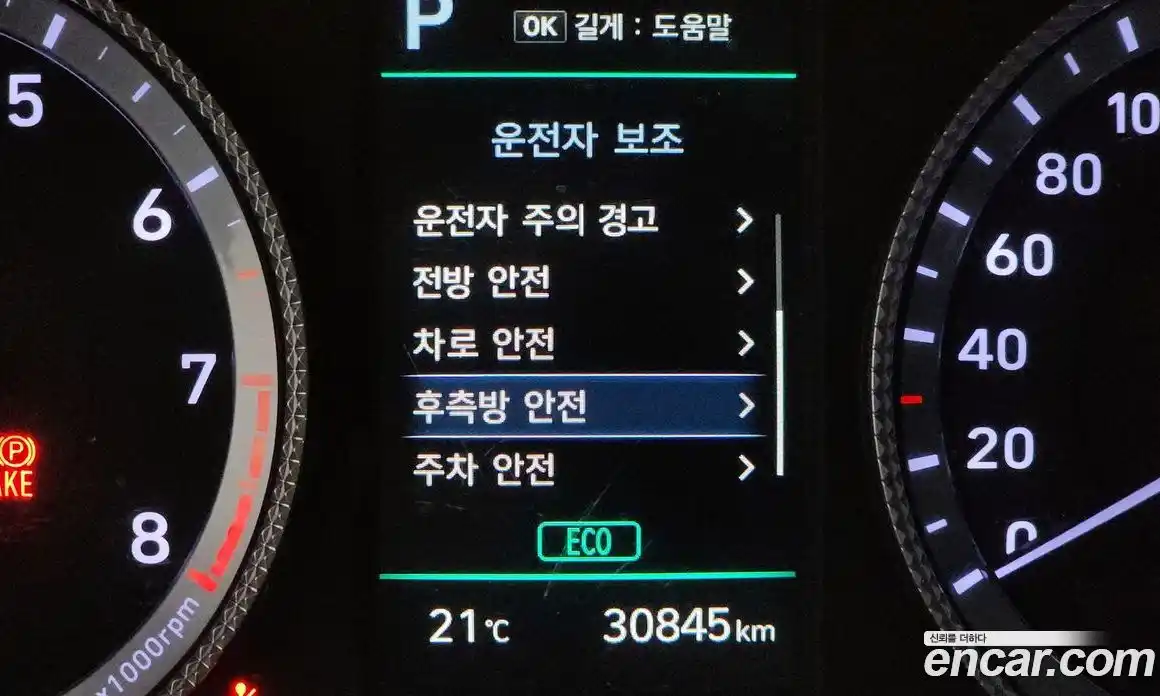 P
OK 길게 : 도움말
운전자 보조
운전자 주의 경고
전방 안전
차로 안전
후측방 안전
주차 안전
ECO
21℃ 30845 km
5
6
7
8
x1000rpm
100
80
60
40
20
0
신뢰를 더하다
encar.com